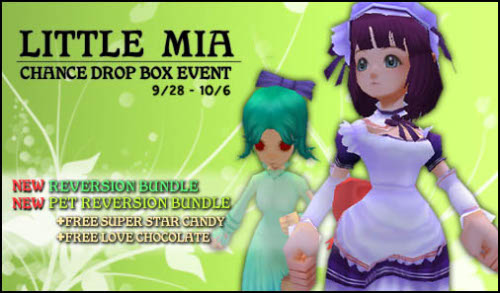 LITTLE MIA
CHANCE DROP BOX EVENT
9/28 - 10/6
NEW REVERSION BUNDLE
NEW PET REVERSION BUNDLE
+FREE SUPER STAR CANDY
+FREE LOVE CHOCOLATE